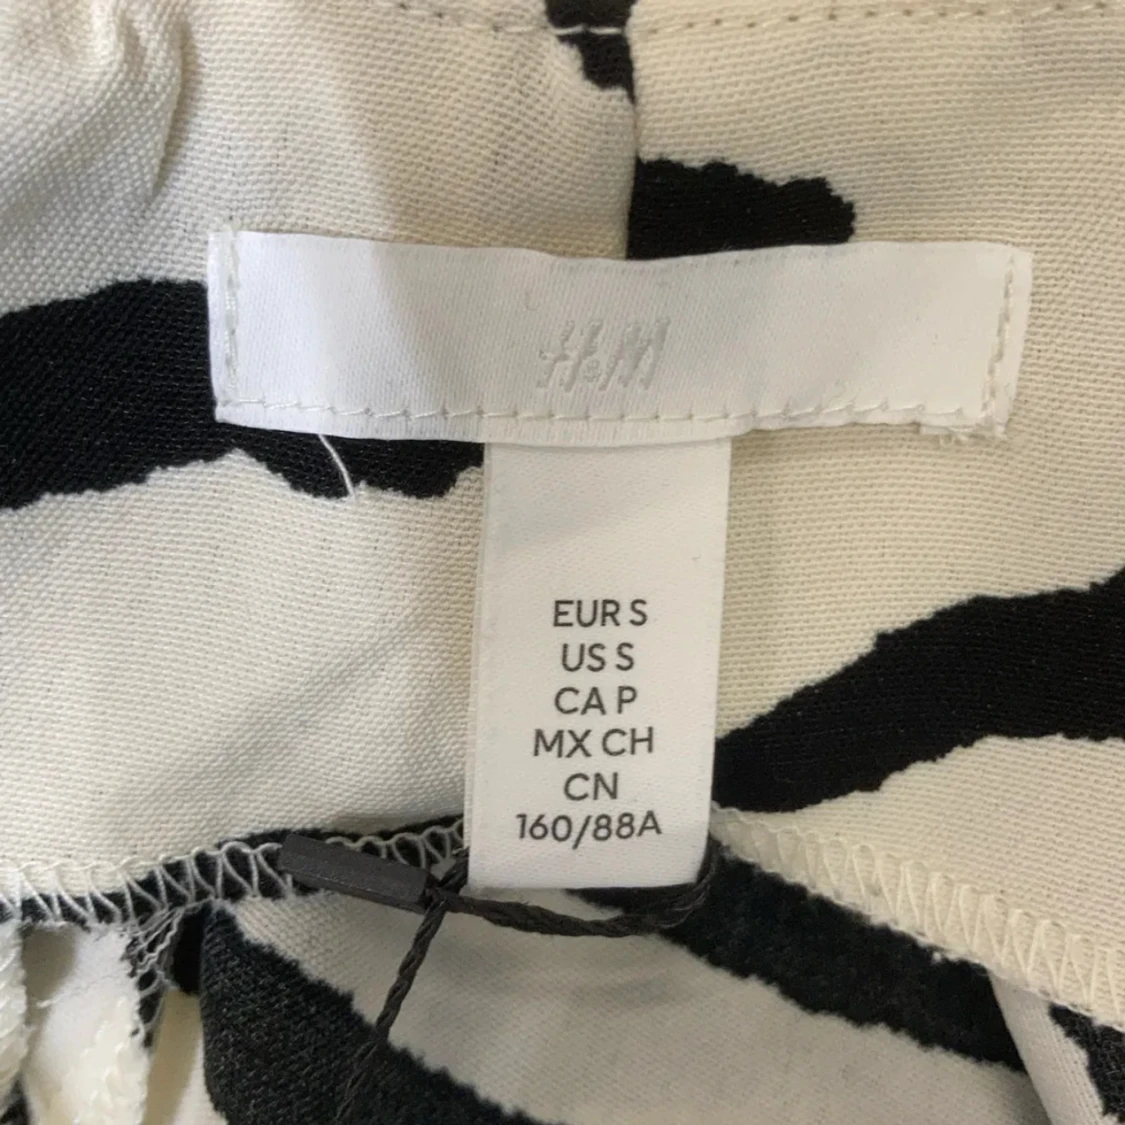 H&M
EUR S
US S
CA P
MX CH
CN
160/88A